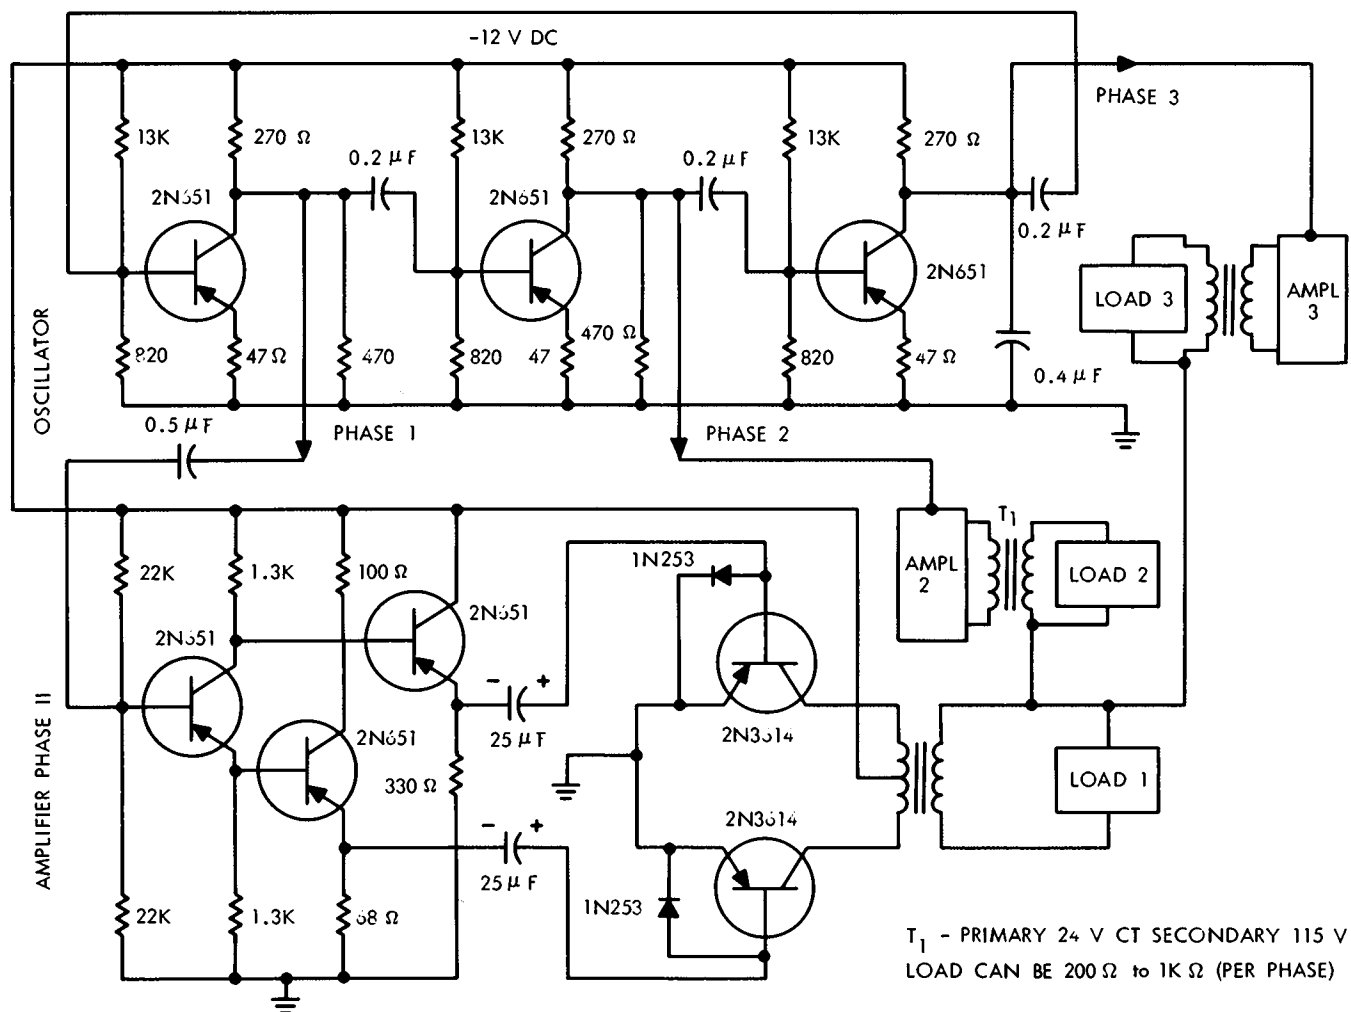 -12 V DC
PHASE 3
13K
270 Ω
0.2 μF
13K
270 Ω
0.2 μF
13K
270 Ω
2N651
2N651
2N651
0.2 μF
LOAD 3
AMPL 3
OSCILLATOR
820
47 Ω
470
820
47
470 Ω
820
47 Ω
0.4 μF
0.5 μF
PHASE 1
PHASE 2
22K
1.3K
100 Ω
2N651
2N651
1N253
AMPL 2
T1
LOAD 2
AMPLIFIER PHASE II
2N651
330 Ω
- +
25 μF
2N3614
LOAD 1
- +
25 μF
2N3614
22K
1.3K
68 Ω
1N253
T1 - PRIMARY 24 V CT SECONDARY 115 V
LOAD CAN BE 200 Ω to 1K Ω (PER PHASE)